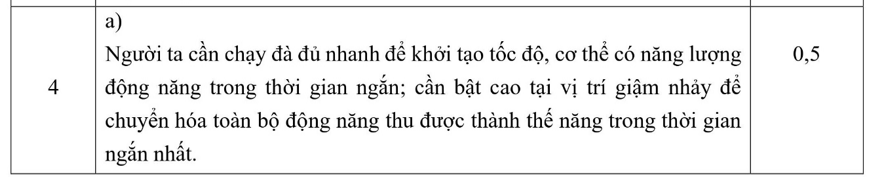 a)
Người ta cần chạy đà đủ nhanh để khởi tạo tốc độ, cơ thể có năng lượng
0,5
4
động năng trong thời gian ngắn; cần bật cao tại vị trí giậm nhảy để
chuyển hóa toàn bộ động năng thu được thành thế năng trong thời gian
ngắn nhất.